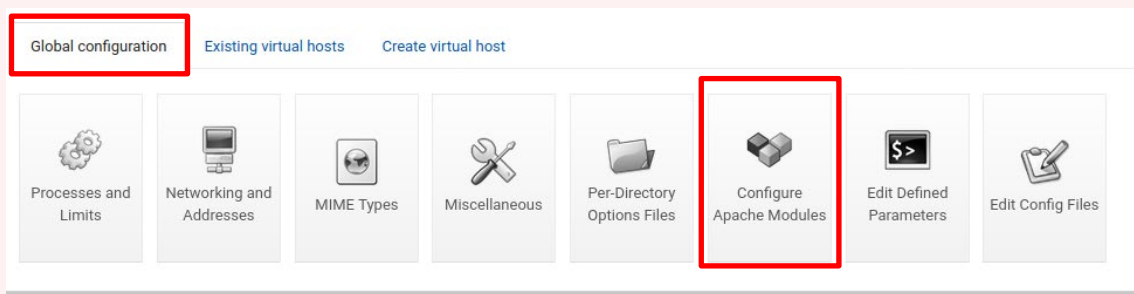 Global configuration
Existing virtual hosts
Create virtual host
Processes and
Limits
Networking and
Addresses
MIME Types
Miscellaneous
Per-Directory
Options Files
Configure
Apache Modules
$>
Edit Defined
Parameters
Edit Config Files